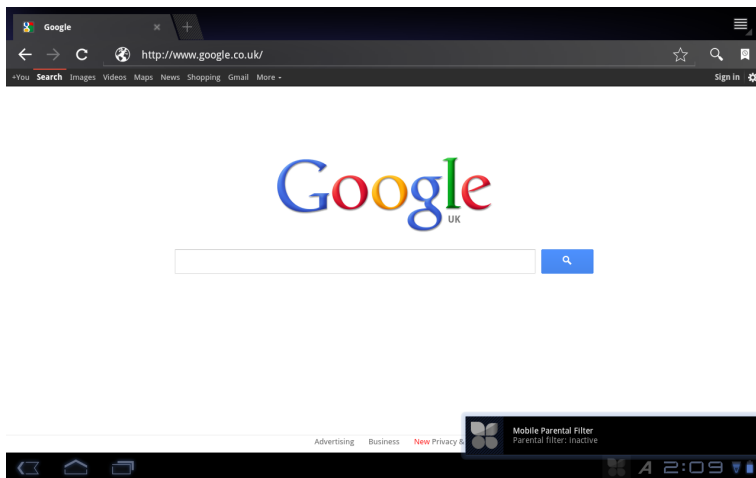 Google
http://www.google.co.uk/
+You Search Images Videos Maps News Shopping Gmail More
Sign in
Google
UK
Advertising Business New Privacy &
Mobile Parental Filter
Parental filter: inactive
A 2:09